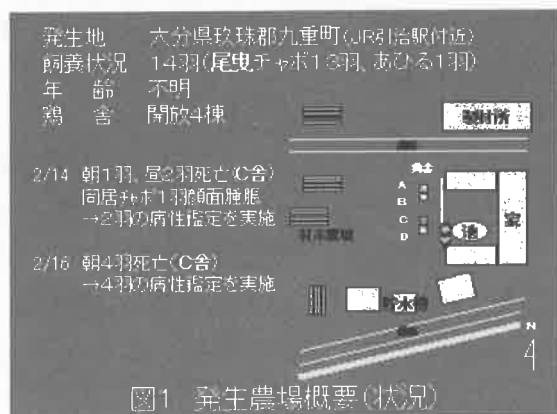 発生地 大分県玖珠郡九重町(JR引治駅付近)
飼養状況 14羽(尾曳チャボ13羽、あひる1羽)
年齢 不明
鶏舎 開放4棟
2/14 朝1羽、昼2羽死亡(C舎)
同居チャボ1羽顔面腫脹
→2羽の病性鑑定を実施
2/16 朝4羽死亡(C舎)
→4羽の病性鑑定を実施
鶏舎
A
B
C
D
池
家
貯水槽
N
4
図1 発生農場概要(状況)